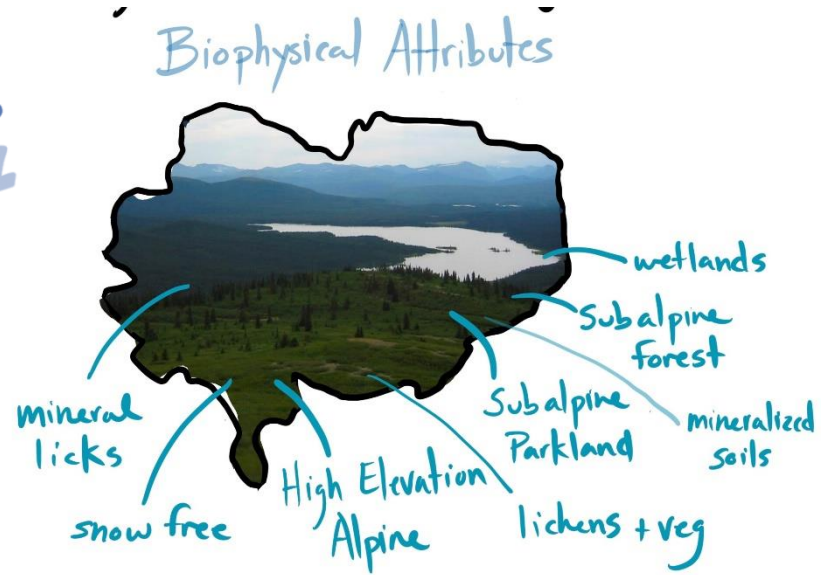 Biophysical Attributes
wetlands
Subalpine
forest
mineralized
soils
Subalpine
Parkland
lichens + veg
High Elevation
Alpine
snow free
mineral
licks